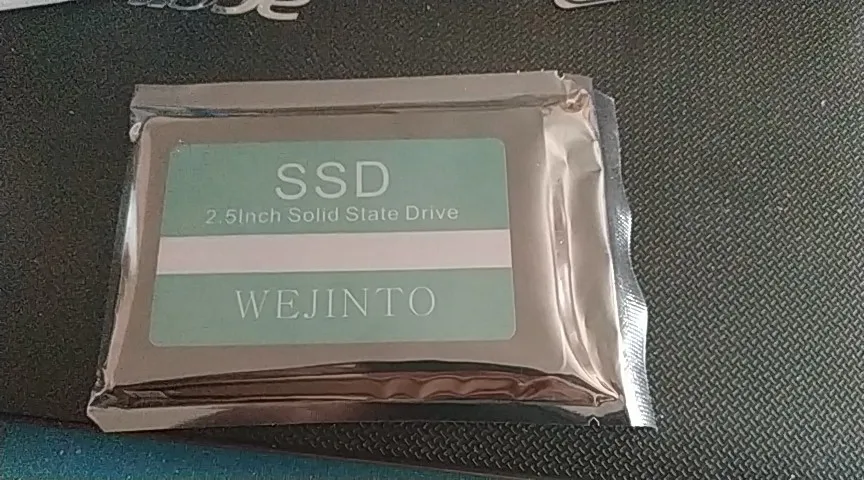 SSD
2.5Inch Solid State Drive
WEJINTO